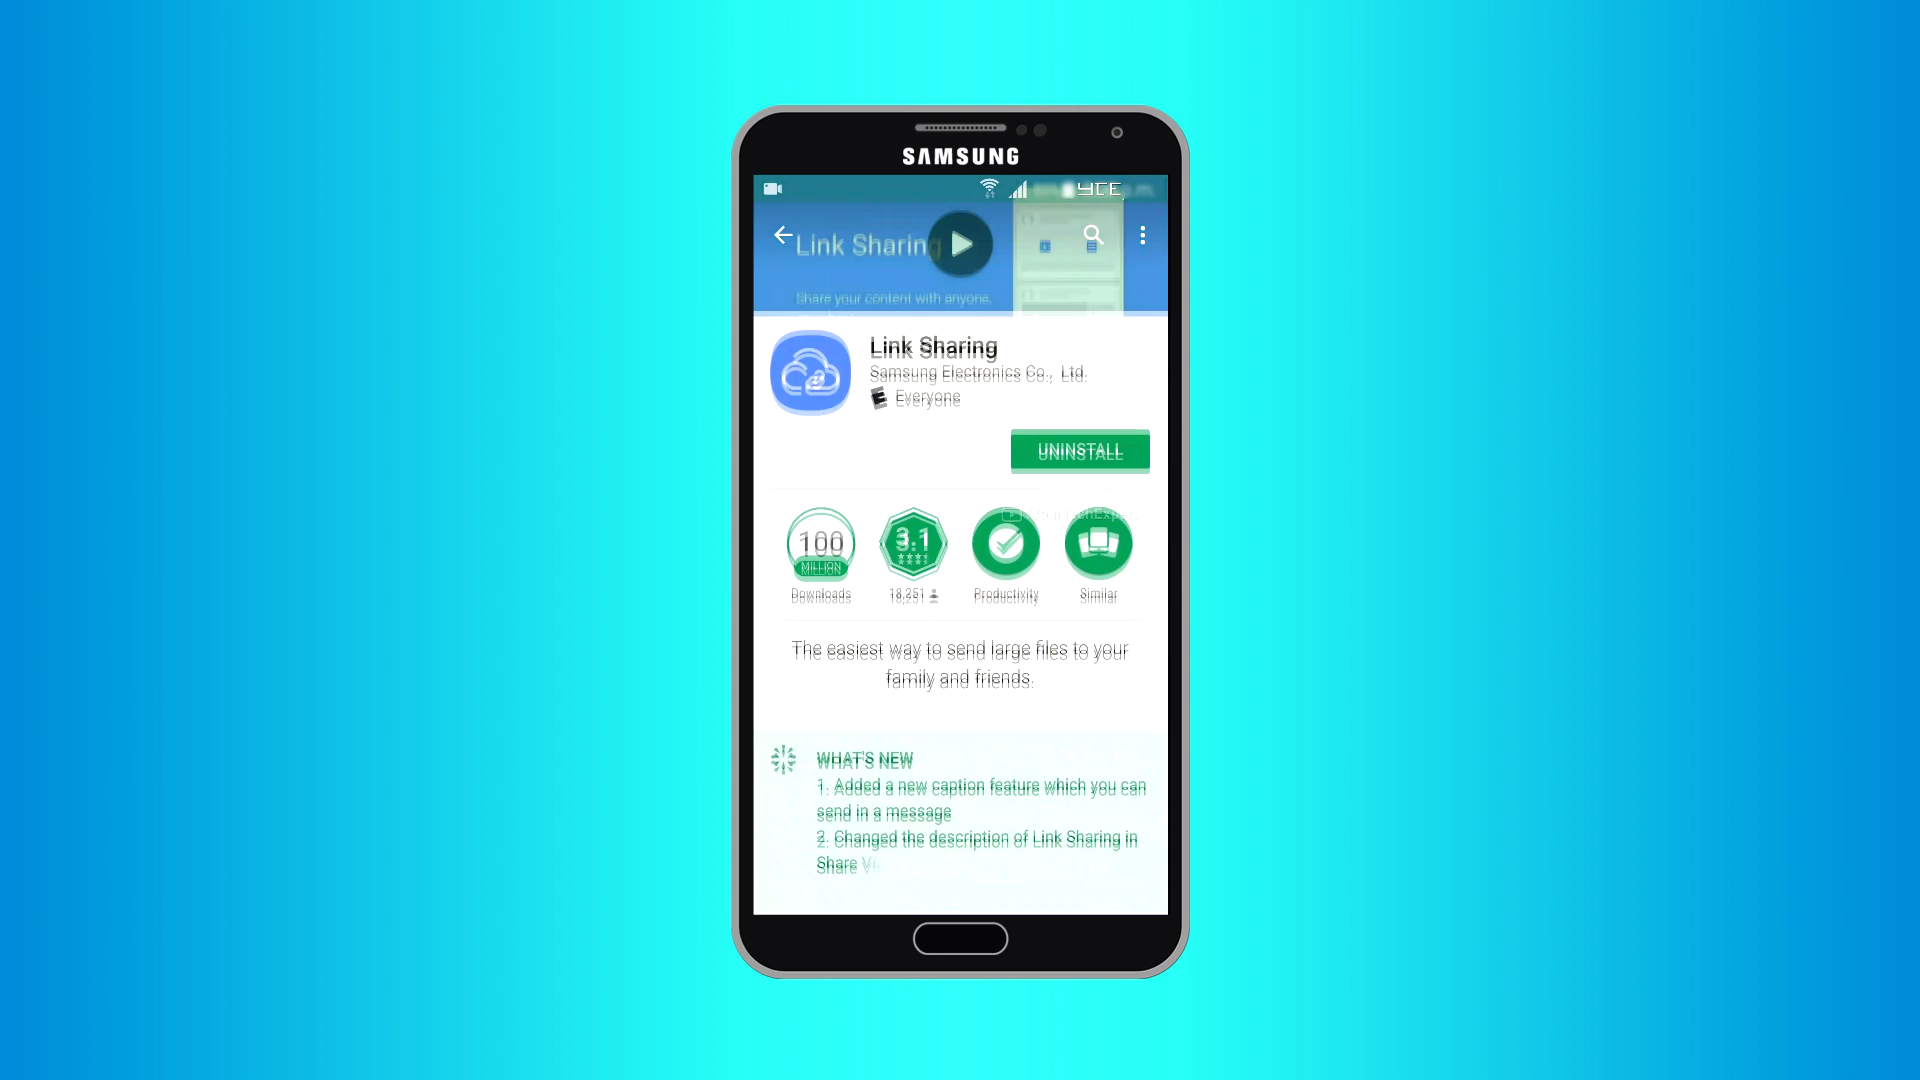 SAMSUNG
Link Sharing
Share your content with anyone,
Link Sharing
Samsung Electronics Co., Ltd.
E Everyone
UNINSTALL
100
MILLION
Downloads
3.1
18,251
Productivity
Similar
The easiest way to send large files to your
family and friends.
WHAT'S NEW
1. Added a new caption feature which you can
send in a message
2. Changed the description of Link Sharing in
Share